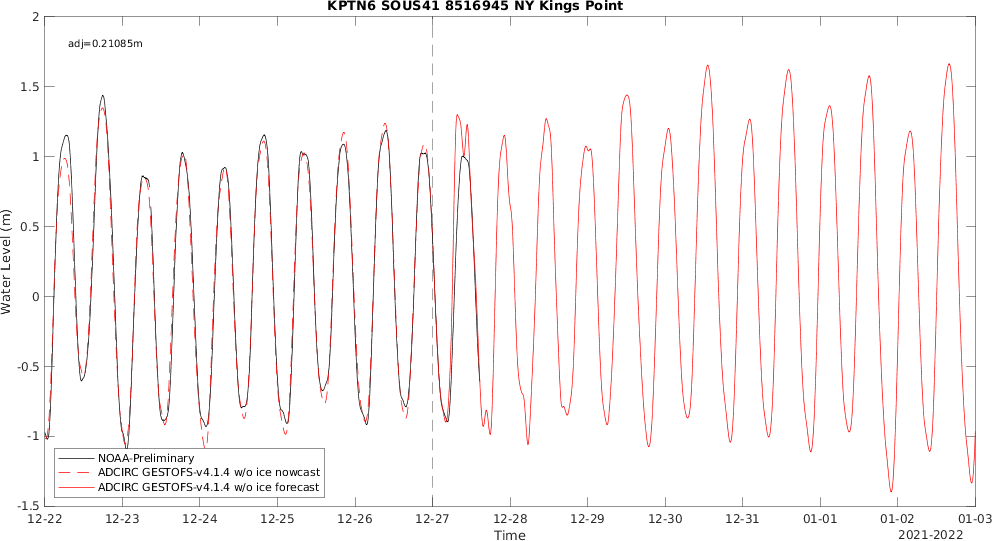 KPTN6 SOUS41 8516945 NY Kings Point
adj=0.21085m
Water Level (m)
2
1.5
1
0.5
0
-0.5
-1
-1.5
NOAA-Preliminary
ADCIRC GESTOFS-v4.1.4 w/o ice nowcast
ADCIRC GESTOFS-v4.1.4 w/o ice forecast
12-22 12-23 12-24 12-25 12-26 12-27 12-28 12-29 12-30 12-31 01-01 01-02 01-03
Time
2021-2022